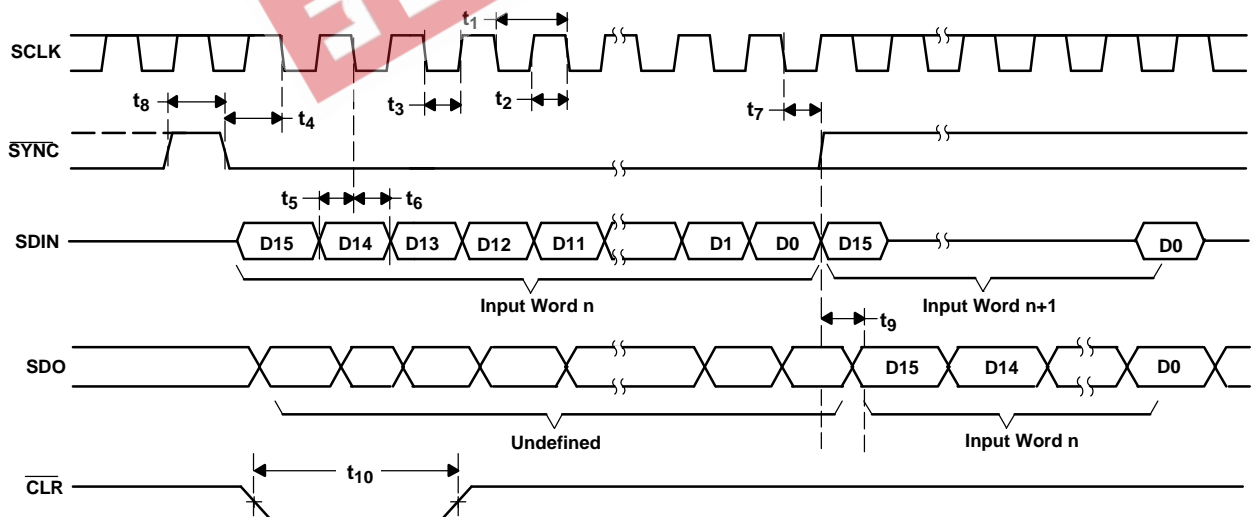 t1
SCLK
t8
t4
t3
t2
t7
SYNC
t5
t6
SDIN
D15
D14
D13
D12
D11
D1
D0
D15
D0
Input Word n
Input Word n+1
t9
SDO
D15
D14
D0
Undefined
Input Word n
t10
CLR